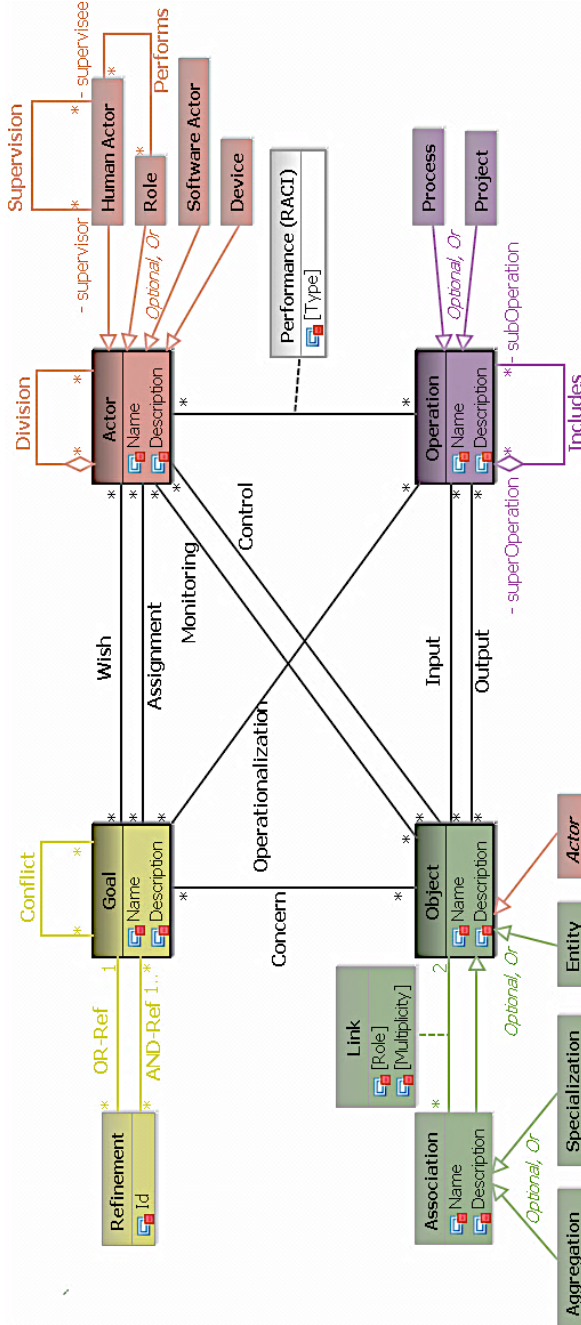 Supervision
* *
- supervisor
- supervisee
Human Actor
*
Performs
*
Role
Optional, Or
Software Actor
Device
Division
* *
Actor
Name
Description
* * * * *
Performance (RACI)
[Type]
Process
Optional, Or
Project
*
Operation
Name
Description
* * *
- superOperation
* - subOperation
Includes
Wish
Assignment
Monitoring
Control
Operationalization
Input
Output
Concern
Conflict
* *
Goal
Name
Description
* * * *
OR-Ref
* 1
AND-Ref 1..*
*
Refinement
Id
*
Object
Name
Description
* * * *
Link
[Role]
[Multiplicity]
* 2
Association
Name
Description
Optional, Or
Actor
Entity
Optional, Or
Specialization
Aggregation